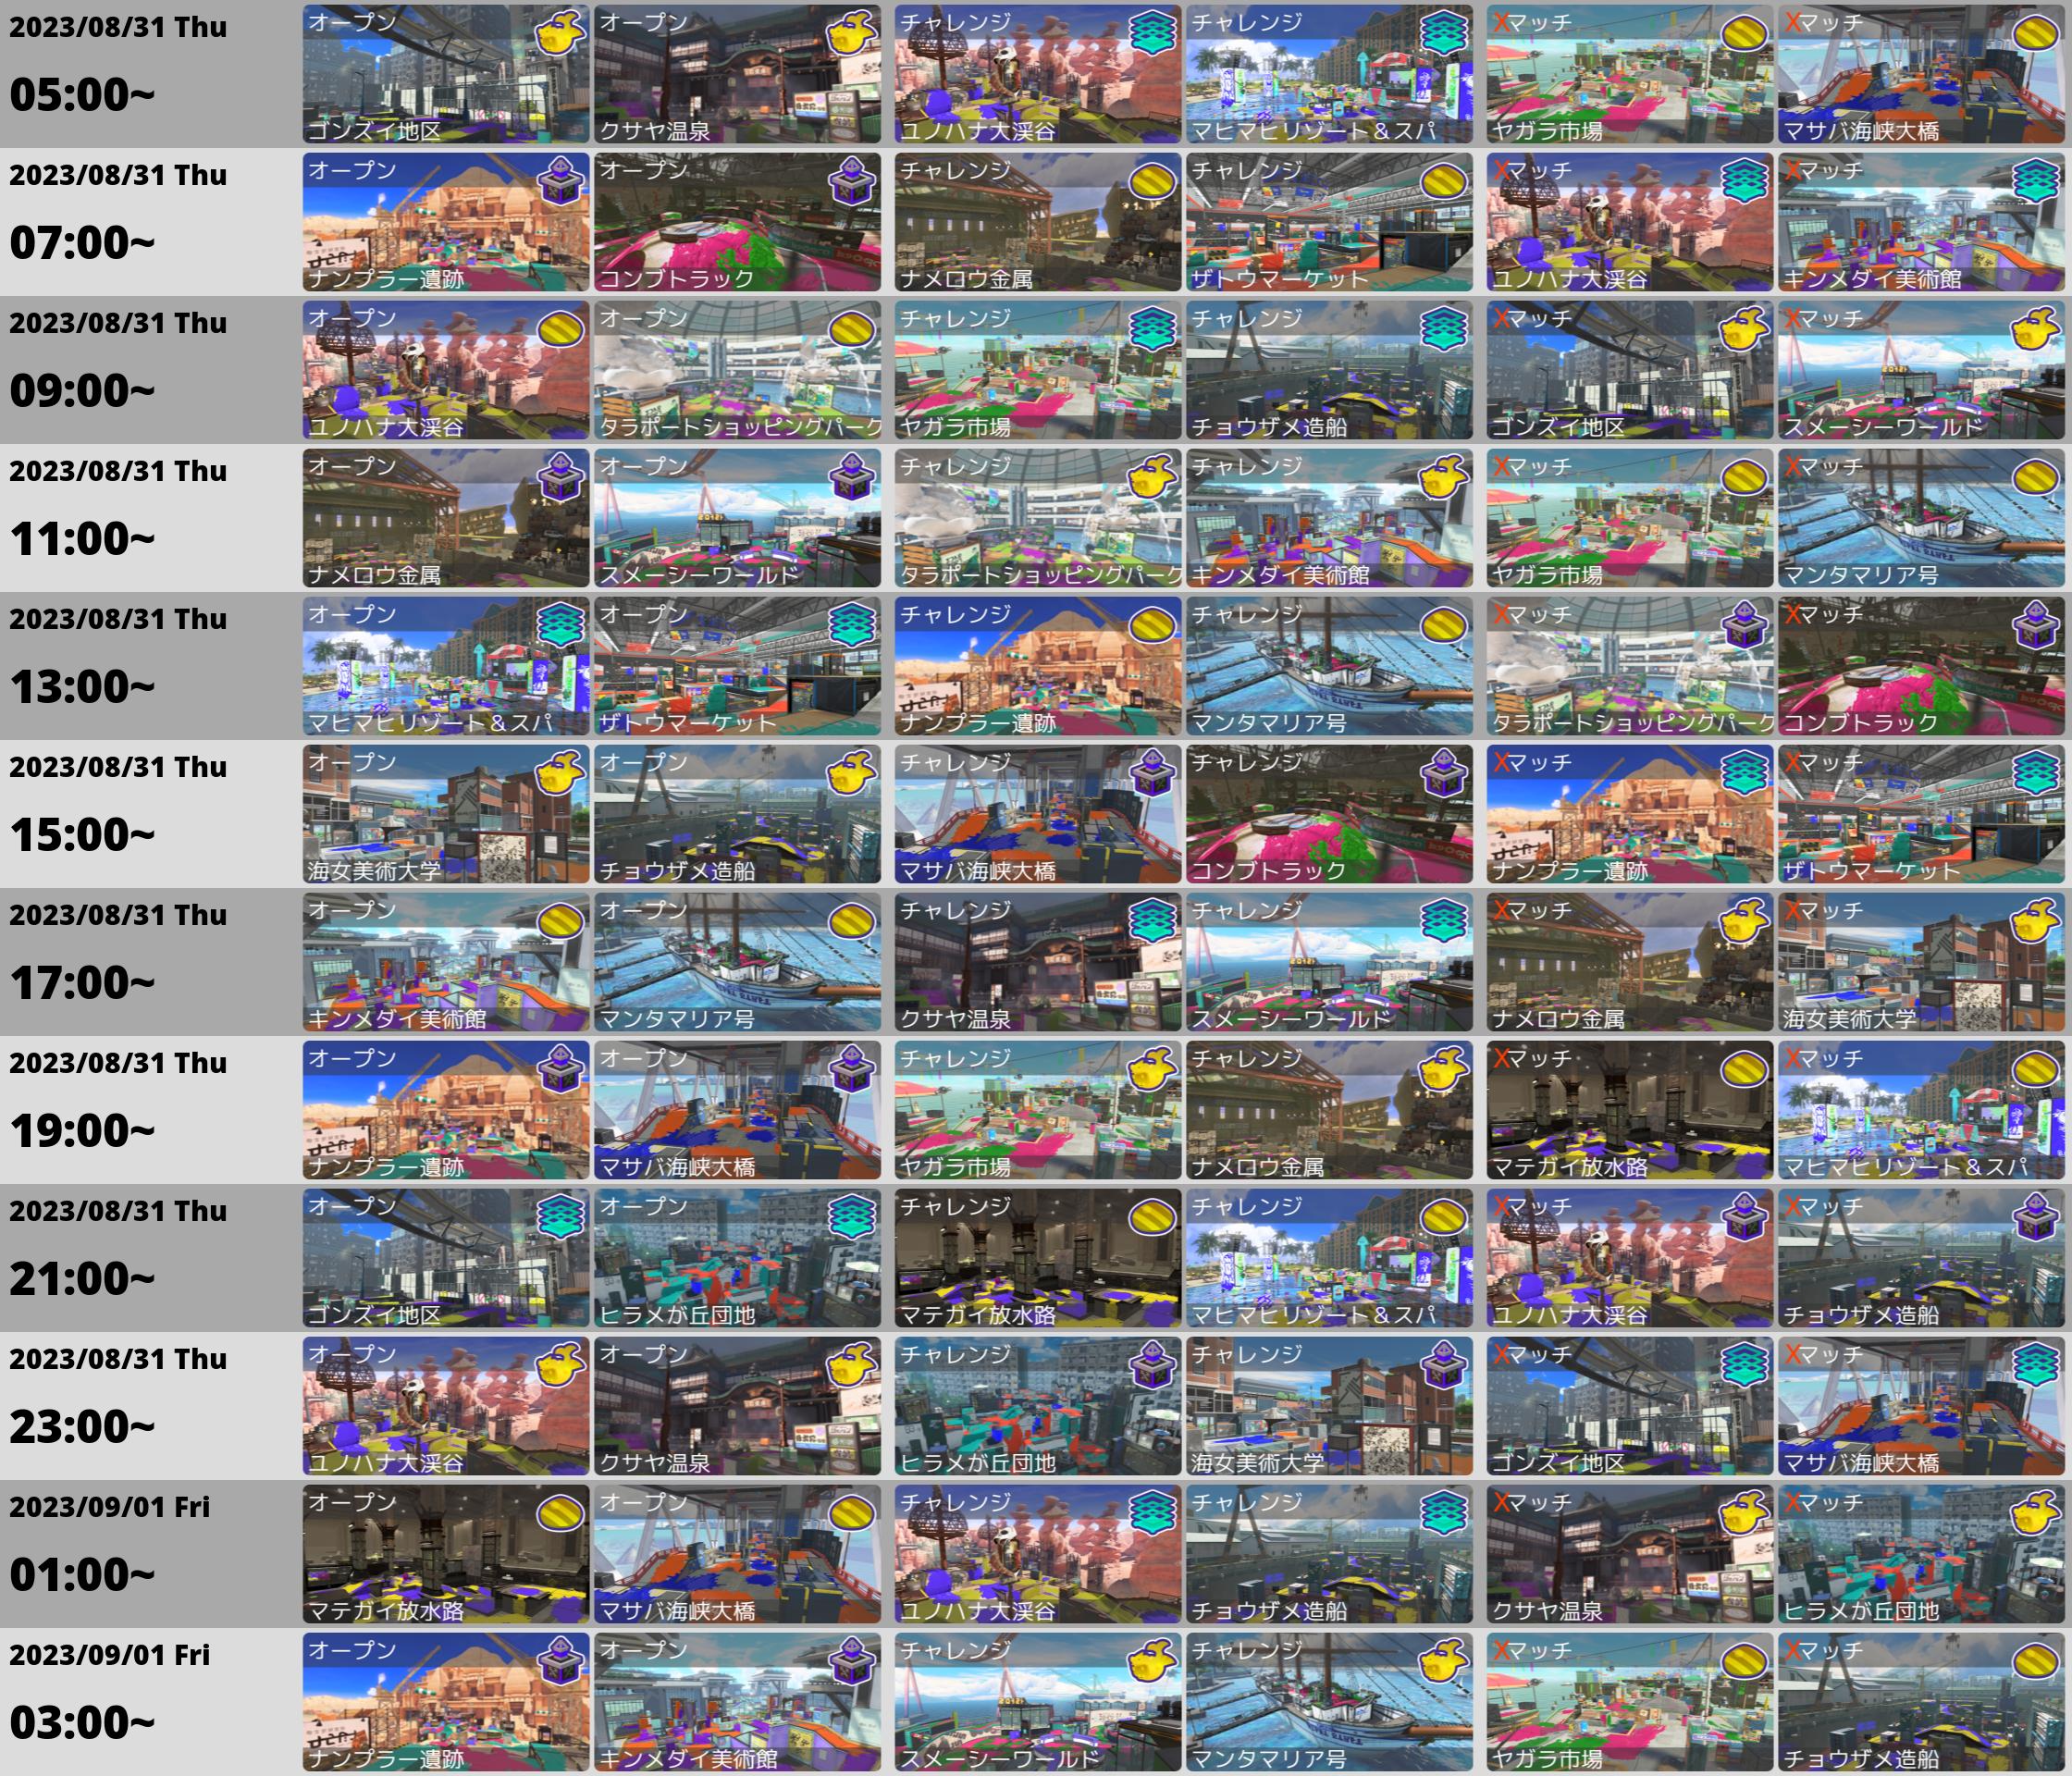 2023/08/31 Thu
05:00~
オープン
ゴンズイ地区
オープン
クサヤ温泉
チャレンジ
ユノハナ大渓谷
チャレンジ
マヒマヒリゾート＆スパ
Xマッチ
ヤガラ市場
Xマッチ
マサバ海峡大橋
2023/08/31 Thu
07:00~
オープン
ナンプラー遺跡
オープン
コンブトラック
チャレンジ
ナメロウ金属
チャレンジ
ザトウマーケット
Xマッチ
ユノハナ大渓谷
Xマッチ
キンメダイ美術館
2023/08/31 Thu
09:00~
オープン
ユノハナ大渓谷
オープン
タラポートショッピングパーク
チャレンジ
ヤガラ市場
チャレンジ
チョウザメ造船
Xマッチ
ゴンズイ地区
Xマッチ
スメーシーワールド
2023/08/31 Thu
11:00~
オープン
ナメロウ金属
オープン
スメーシーワールド
チャレンジ
タラポートショッピングパーク
チャレンジ
キンメダイ美術館
Xマッチ
ヤガラ市場
Xマッチ
マンタマリア号
2023/08/31 Thu
13:00~
オープン
マヒマヒリゾート＆スパ
オープン
ザトウマーケット
チャレンジ
ナンプラー遺跡
チャレンジ
マンタマリア号
Xマッチ
タラポートショッピングパーク
Xマッチ
コンブトラック
2023/08/31 Thu
15:00~
オープン
海女美術大学
オープン
チョウザメ造船
チャレンジ
マサバ海峡大橋
チャレンジ
コンブトラック
Xマッチ
ナンプラー遺跡
Xマッチ
ザトウマーケット
2023/08/31 Thu
17:00~
オープン
キンメダイ美術館
オープン
マンタマリア号
チャレンジ
クサヤ温泉
チャレンジ
スメーシーワールド
Xマッチ
ナメロウ金属
Xマッチ
海女美術大学
2023/08/31 Thu
19:00~
オープン
ナンプラー遺跡
オープン
マサバ海峡大橋
チャレンジ
ヤガラ市場
チャレンジ
ナメロウ金属
Xマッチ
マテガイ放水路
Xマッチ
マヒマヒリゾート＆スパ
2023/08/31 Thu
21:00~
オープン
ゴンズイ地区
オープン
ヒラメが丘団地
チャレンジ
マテガイ放水路
チャレンジ
マヒマヒリゾート＆スパ
Xマッチ
ユノハナ大渓谷
Xマッチ
チョウザメ造船
2023/08/31 Thu
23:00~
オープン
ユノハナ大渓谷
オープン
クサヤ温泉
チャレンジ
ヒラメが丘団地
チャレンジ
海女美術大学
Xマッチ
ゴンズイ地区
Xマッチ
マサバ海峡大橋
2023/09/01 Fri
01:00~
オープン
マテガイ放水路
オープン
マサバ海峡大橋
チャレンジ
ユノハナ大渓谷
チャレンジ
チョウザメ造船
Xマッチ
クサヤ温泉
Xマッチ
ヒラメが丘団地
2023/09/01 Fri
03:00~
オープン
ナンプラー遺跡
オープン
キンメダイ美術館
チャレンジ
スメーシーワールド
チャレンジ
マンタマリア号
Xマッチ
ヤガラ市場
Xマッチ
チョウザメ造船